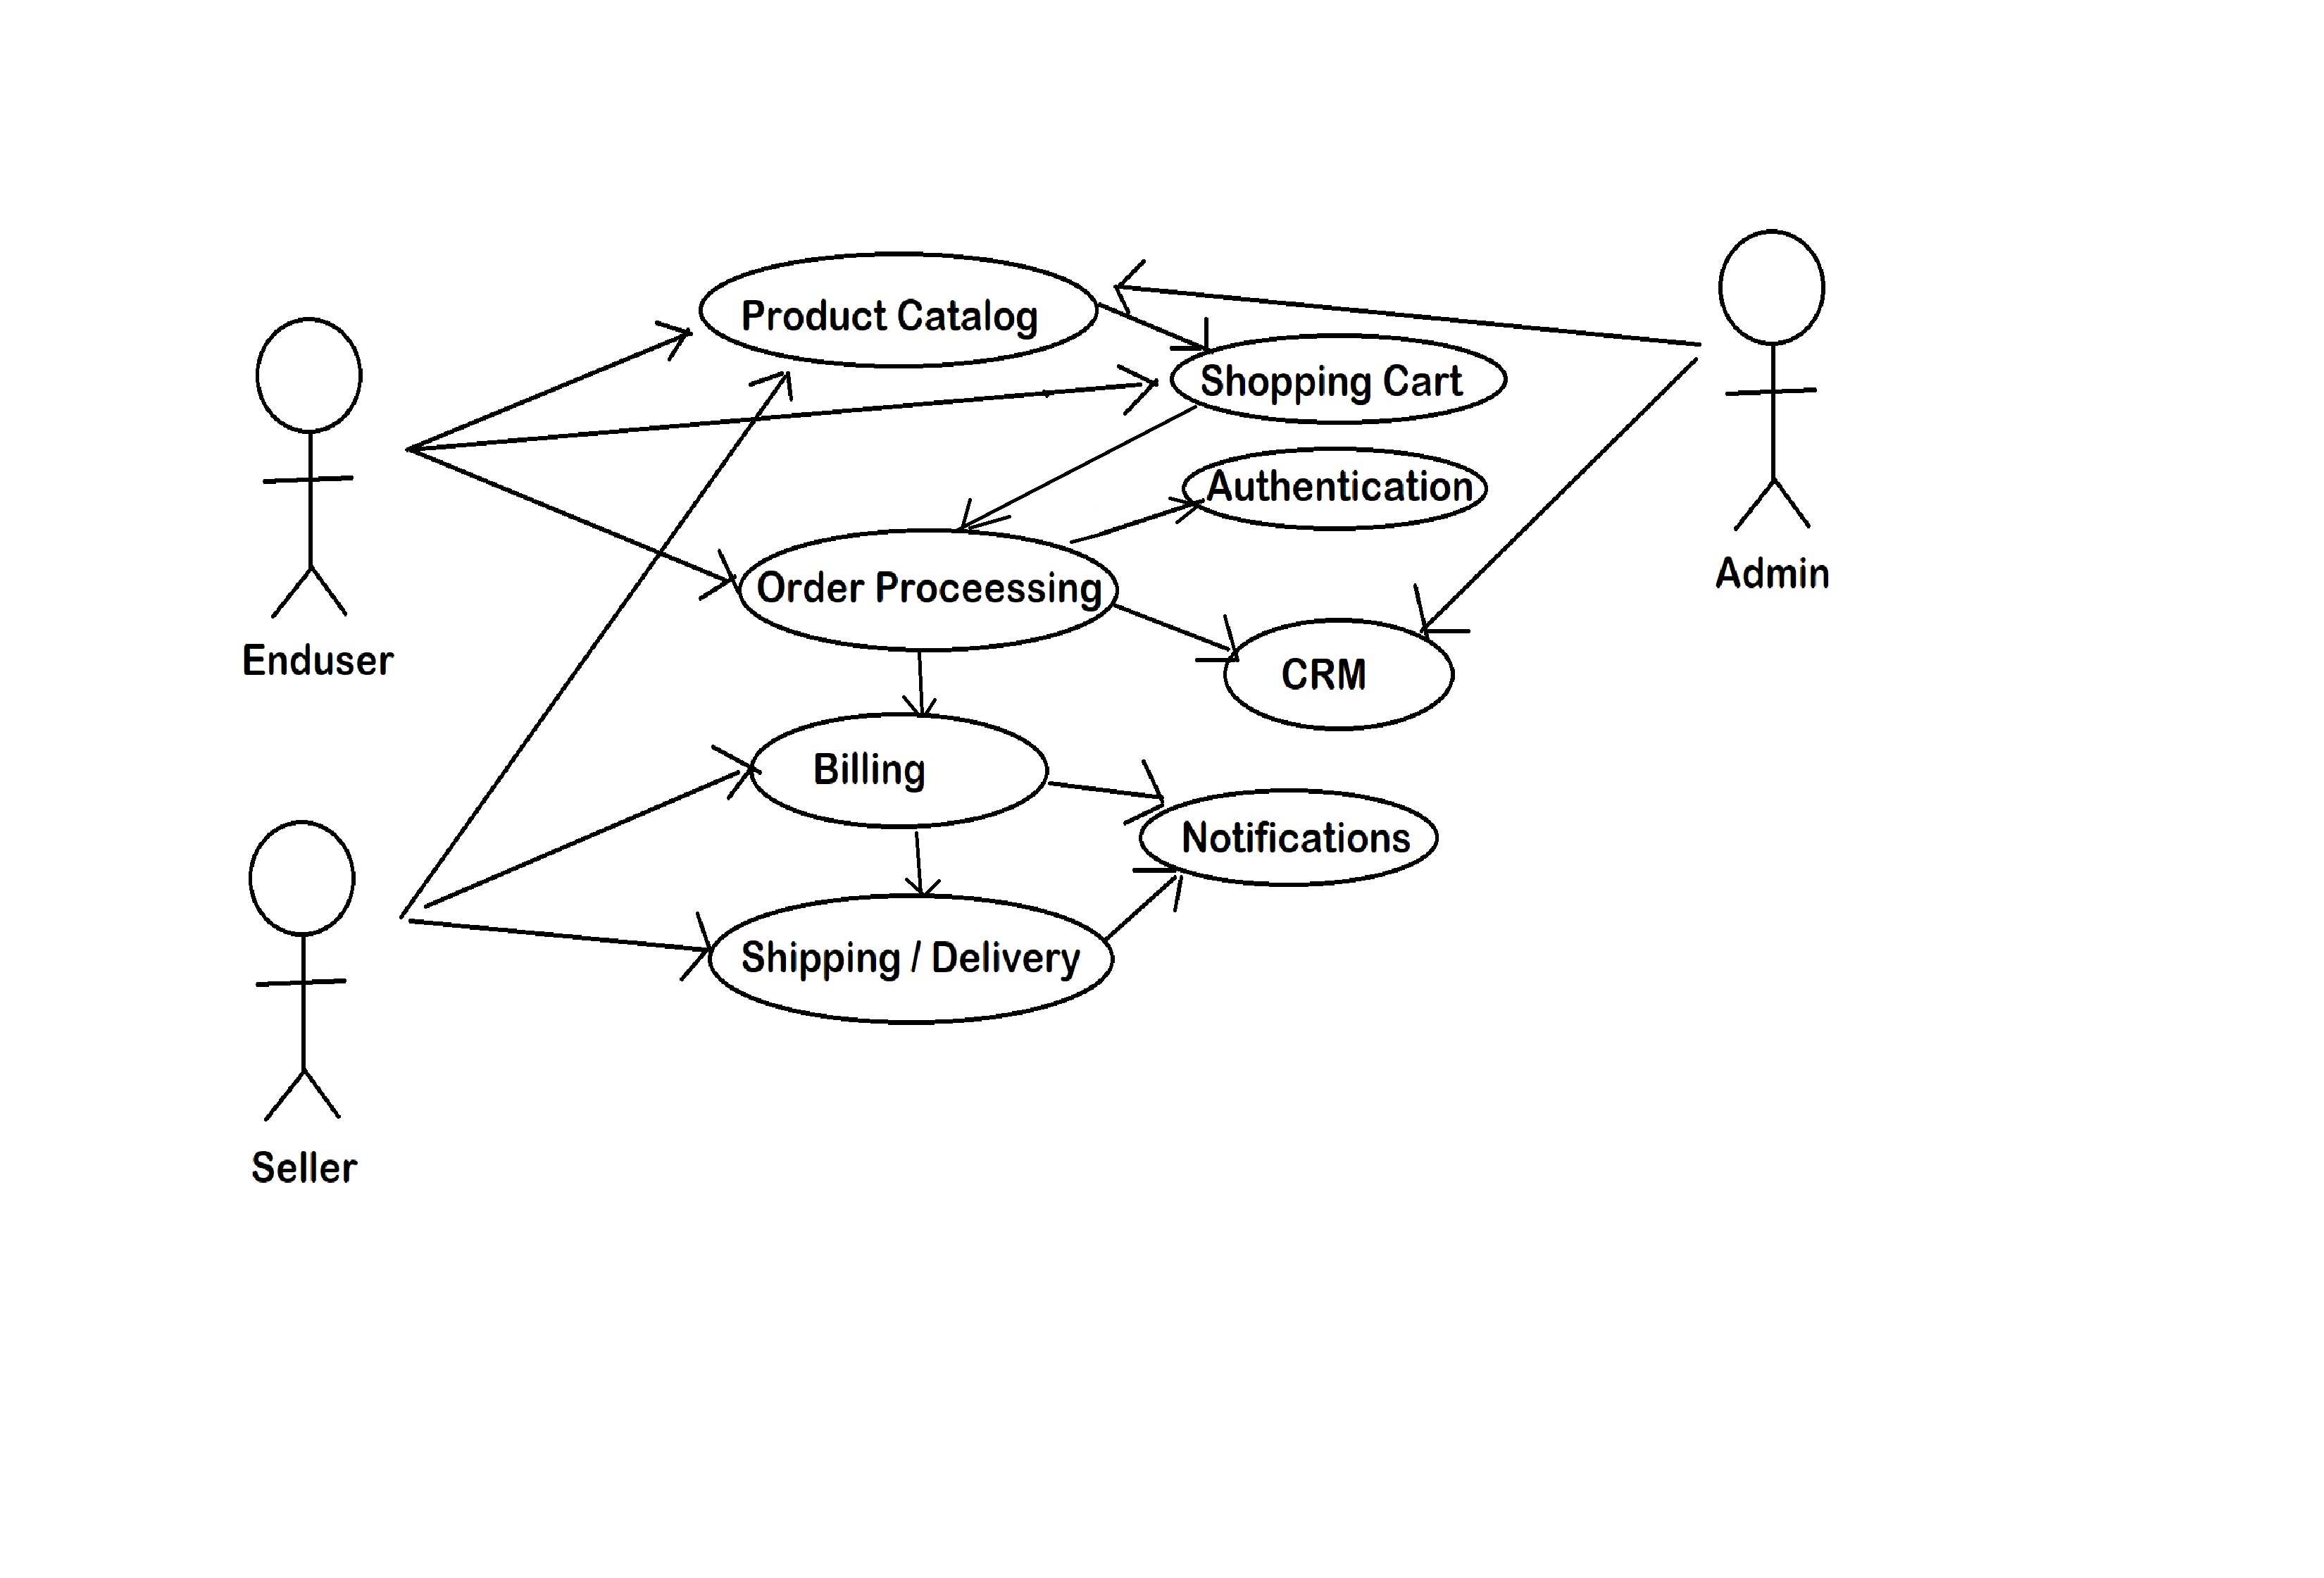 Product Catalog
Shopping Cart
Authentication
Order Proceessing
Admin
Enduser
CRM
Billing
Notifications
Shipping / Delivery
Seller